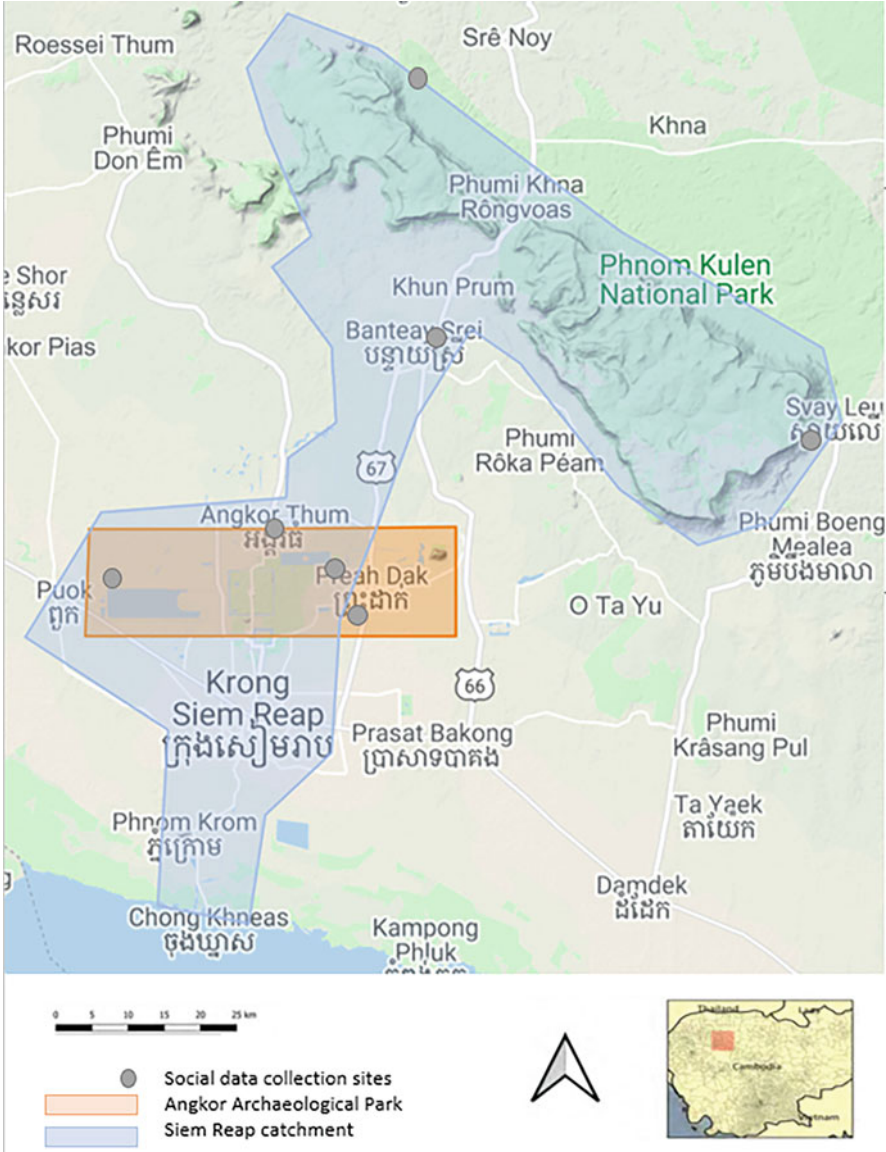 Srê Noy
Roessei Thum
Khna
Phumi
Don Êm
Phumi Khna
Rôngvoas
e Shor
Phnom Kulen
National Park
Khun Prum
kor Pias
Banteay Srei
បន្ទាយស្រី
Svay Leu
ស្វាយលើ
Phumi
Rôka Péam
67
Angkor Thum
អង្គរធំ
Phumi Boeng
Mealea
ភូមិបឹងមាលា
Preah Dak
ព្រះដាក់
Puok
ពួក
O Ta Yu
66
Krong
Siem Reap
ក្រុងសៀមរាប
Prasat Bakong
ប្រាសាទបាគង
Phumi
Krâsang Pul
Phnom Krom
ភ្នំក្រោម
Ta Yaek
តាយ៉ែក
Damdek
ដំដែក
Chong Khneas
ចុងឃ្នាស
Kampong
Phluk
0 5 10 15 20 25 km
Social data collection sites
Angkor Archaeological Park
Siem Reap catchment
Thailand
Cambodia
Vietnam